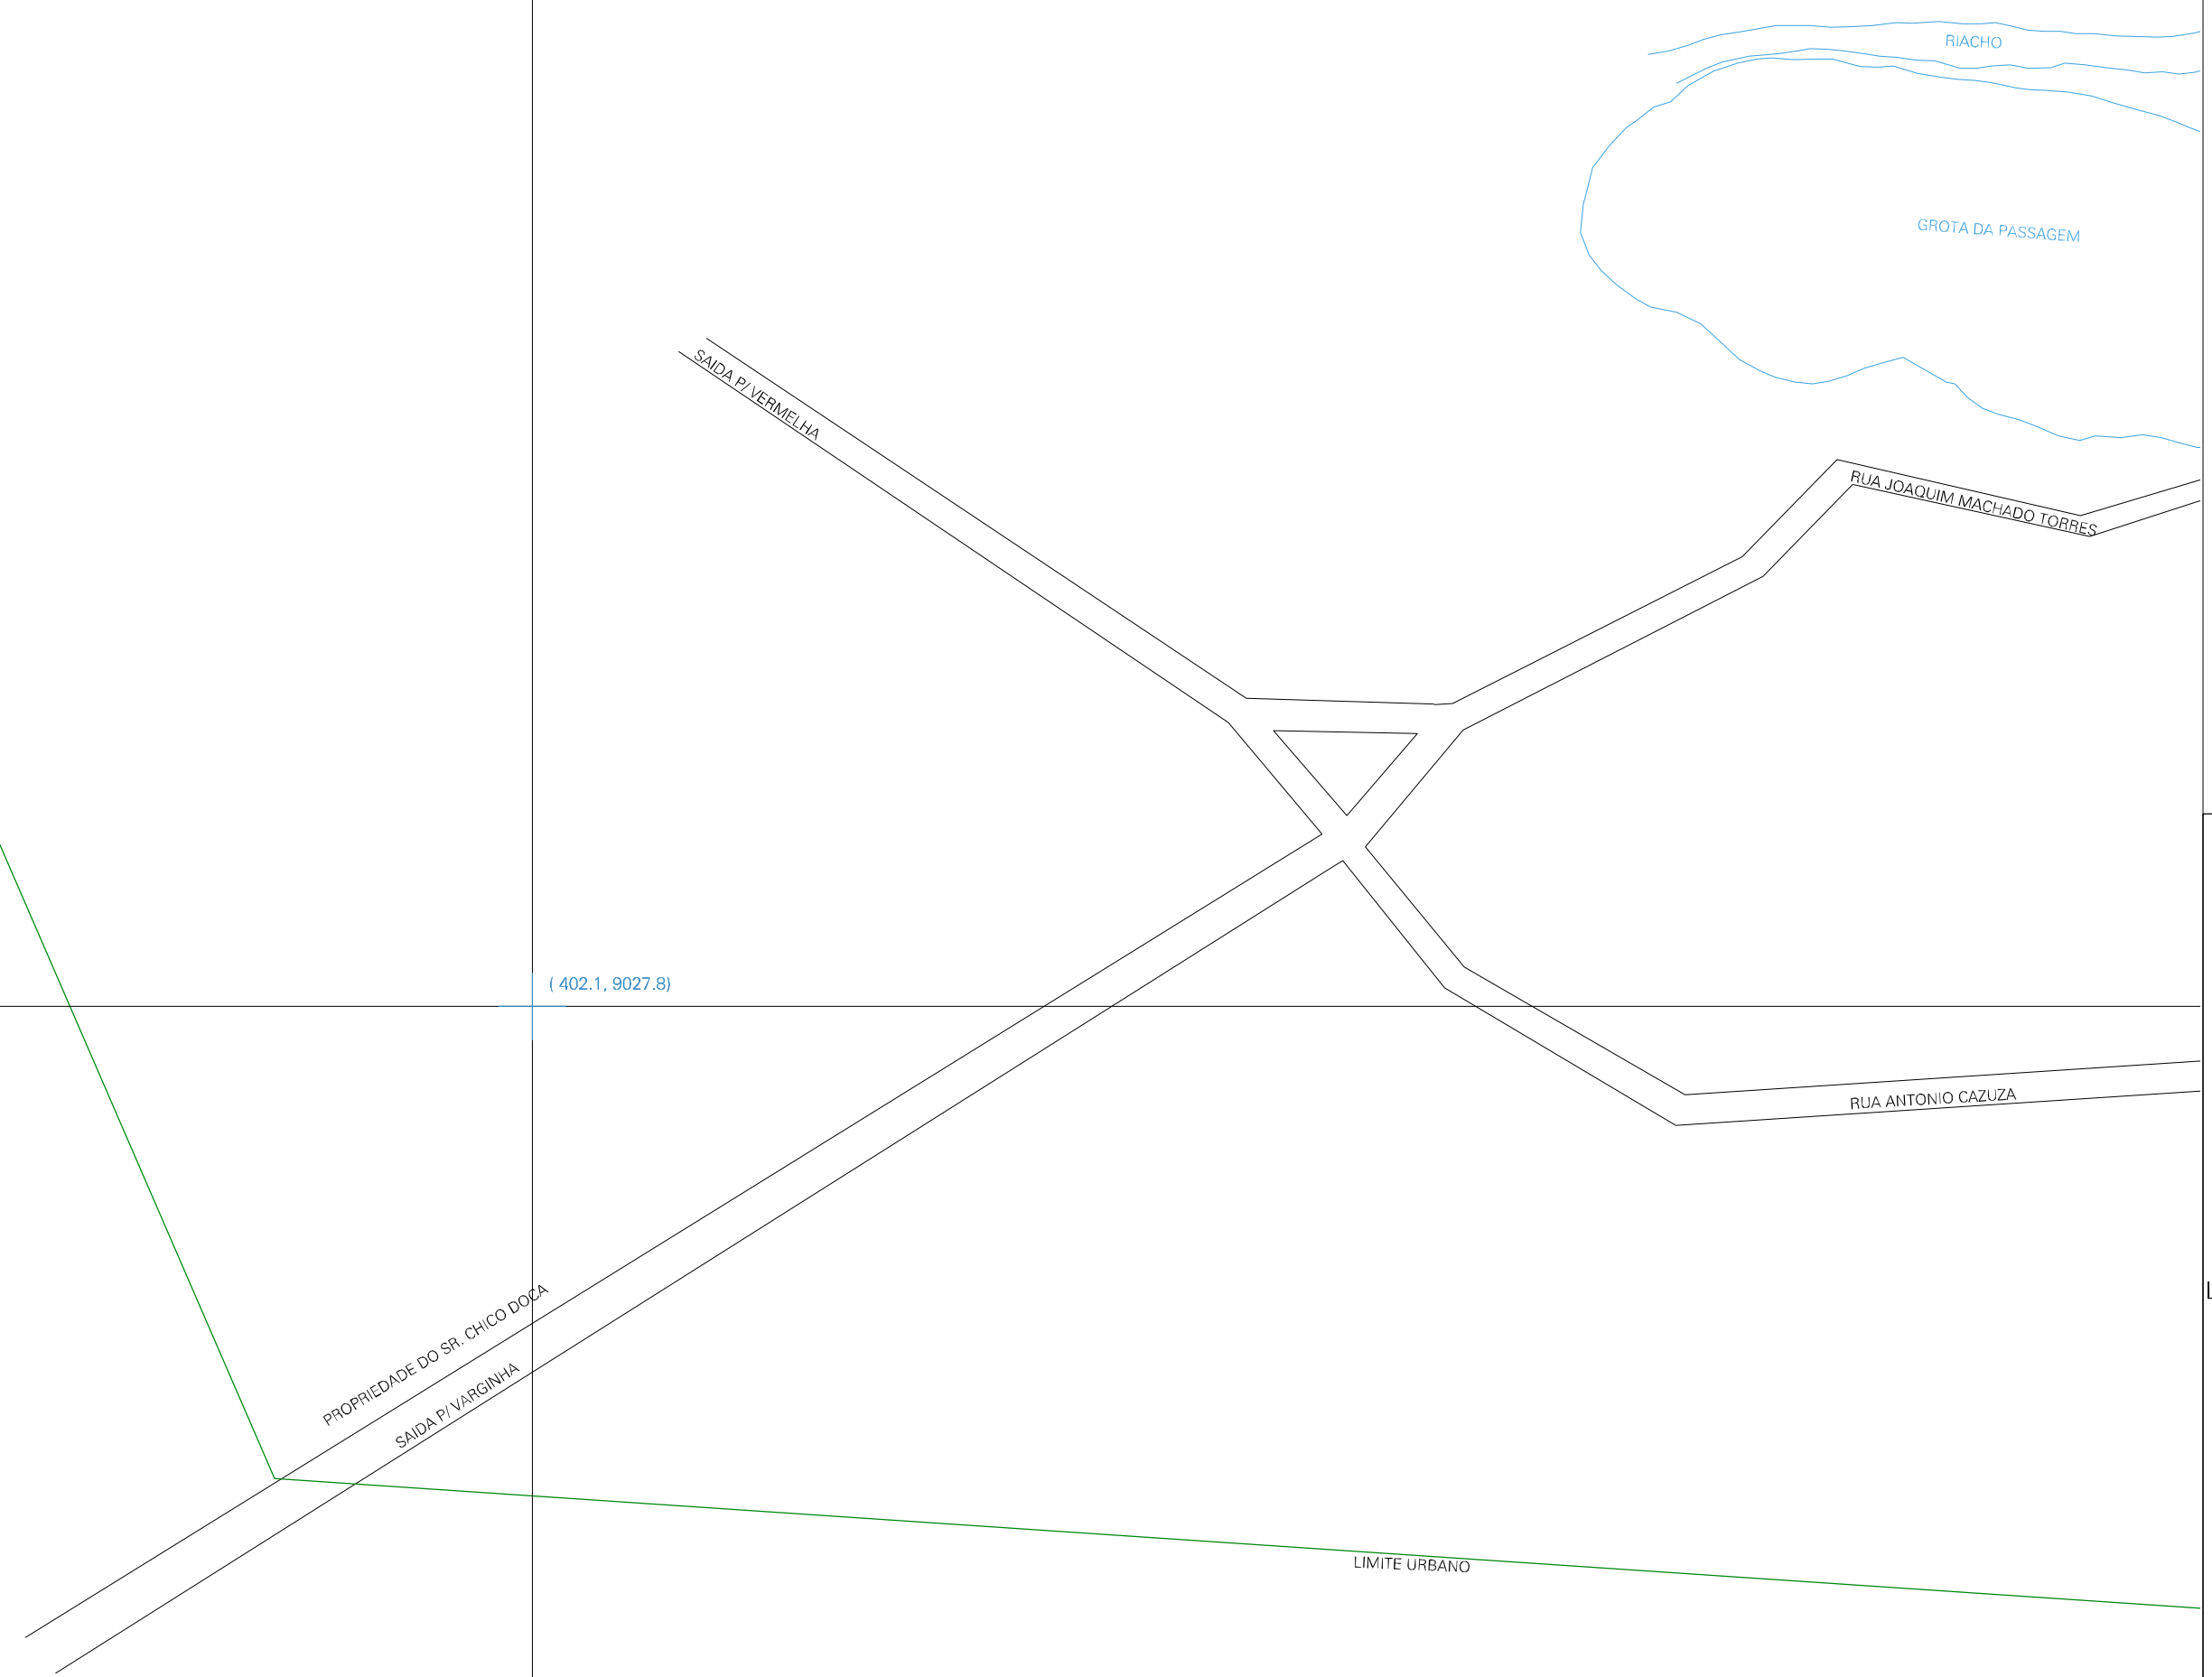 RIACHO
GROTA DA PASSAGEM
SAIDA P/ VERMELHA
RUA JOAQUIM MACHADO TORRES
( 402.1, 9027.8)
RUA ANTONIO CAZUZA
PROPRIEDADE DO SR. CHICO DOCA
SAIDA P/ VARGINHA
LIMITE URBANO